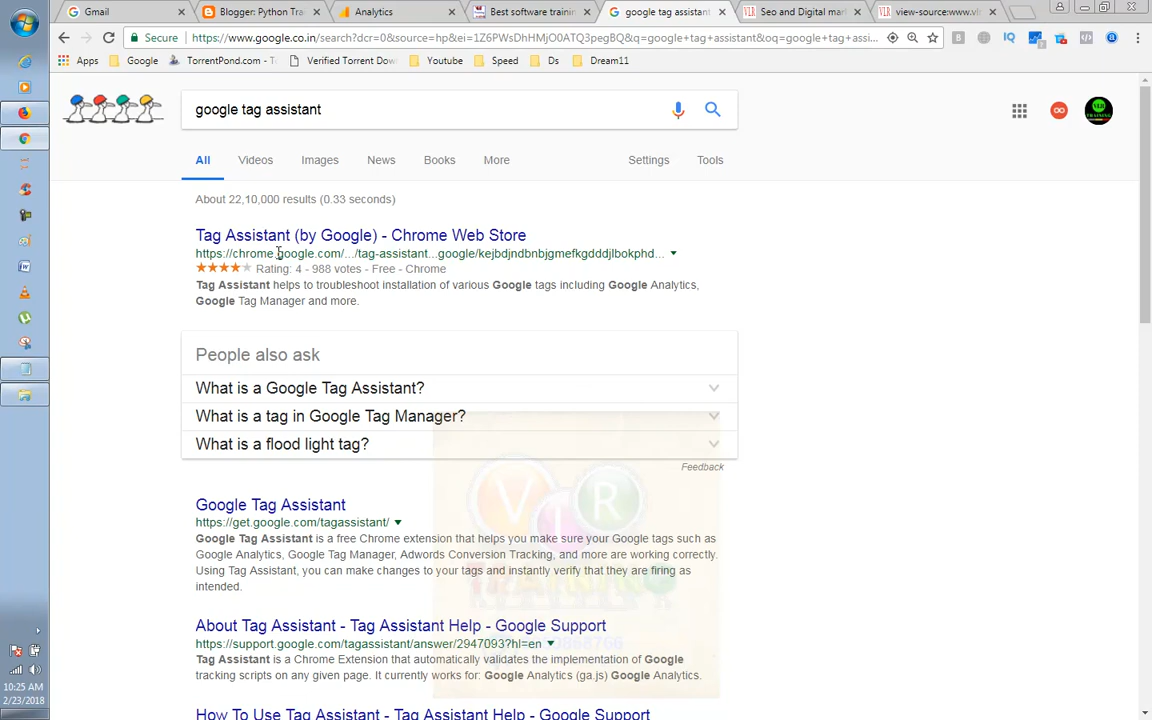 Gmail
Blogger: Python Tra
Analytics
Best software trainin
google tag assistant
Seo and Digital mar
view-source:www.vl
Secure
https://www.google.co.in/search?dcr=0&source=hp&ei=1Z6PWsDhHMjO0ATQ3pegBQ&q=google+tag+assistant&oq=google+tag+assi...
Apps
Google
TorrentPond.com - To
Verified Torrent Dow
Youtube
Speed
Ds
Dream11
google tag assistant
All
Videos
Images
News
Books
More
Settings
Tools
About 22,10,000 results (0.33 seconds)
Tag Assistant (by Google) - Chrome Web Store
https://chrome.google.com/.../tag-assistant...google/kejbdjndbnbjgmefkgdddjlbokphd...
Rating: 4 - 988 votes - Free - Chrome
Tag Assistant helps to troubleshoot installation of various Google tags including Google Analytics,
Google Tag Manager and more.
People also ask
What is a Google Tag Assistant?
What is a tag in Google Tag Manager?
What is a flood light tag?
Feedback
Google Tag Assistant
https://get.google.com/tagassistant/
Google Tag Assistant is a free Chrome extension that helps you make sure your Google tags such as
Google Analytics, Google Tag Manager, Adwords Conversion Tracking, and more are working correctly.
Using Tag Assistant, you can make changes to your tags and instantly verify that they are firing as
intended.
VLR
TRAINING
About Tag Assistant - Tag Assistant Help - Google Support
https://support.google.com/tagassistant/answer/2947093?hl=en
Tag Assistant is a Chrome Extension that automatically validates the implementation of Google
tracking scripts on any given page. It currently works for: Google Analytics (ga.js) Google Analytics.
How To Use Tag Assistant - Tag Assistant Help - Google Support
10:25 AM
2/23/2018